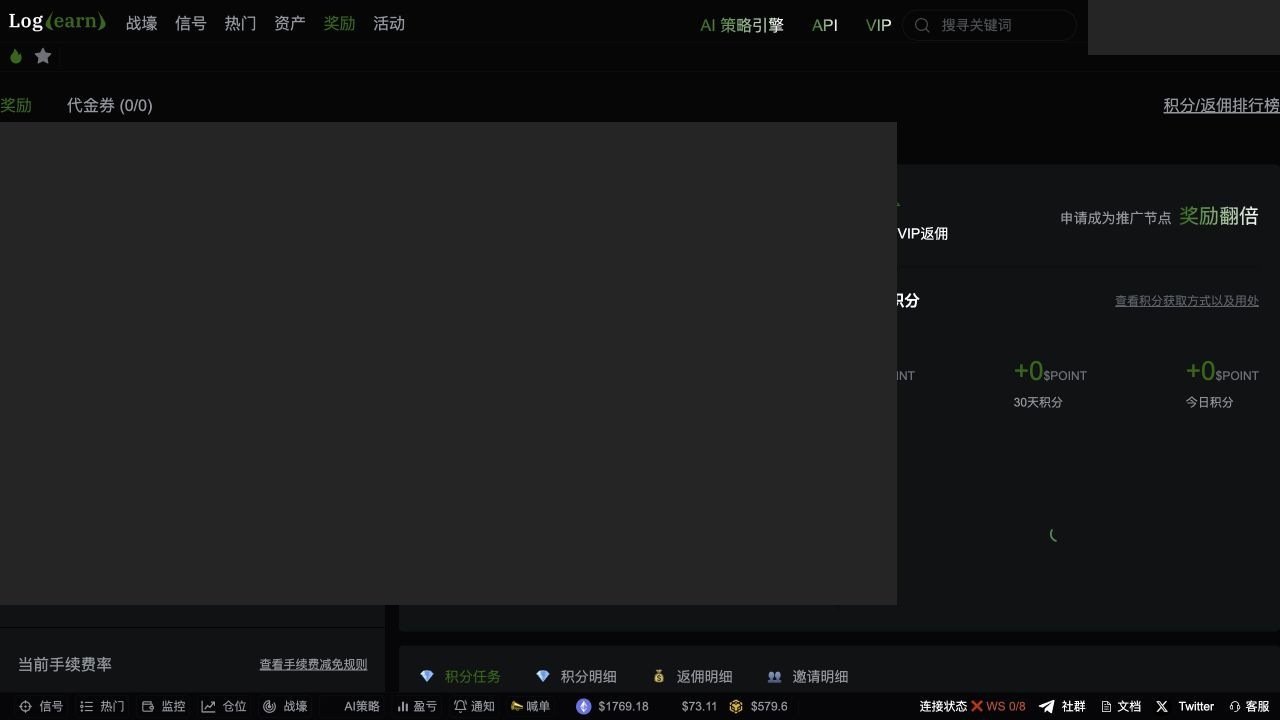 Log(earn) 战壕 信号 热门 资产 奖励 活动 AI 策略引擎 API VIP 搜寻关键词
奖励 代金券 (0/0) 积分/返佣排行榜
申请成为推广节点 奖励翻倍
VIP返佣
积分 查看积分获取方式以及用处
+0$POINT +0$POINT
30天积分 今日积分
当前手续费率 查看手续费减免规则
积分任务 积分明细 返佣明细 邀请明细
信号 热门 监控 仓位 战壕 AI策略 盈亏 通知 喊单 $1769.18 $73.11 $579.6 连接状态 WS 0/8 社群 文档 Twitter 客服